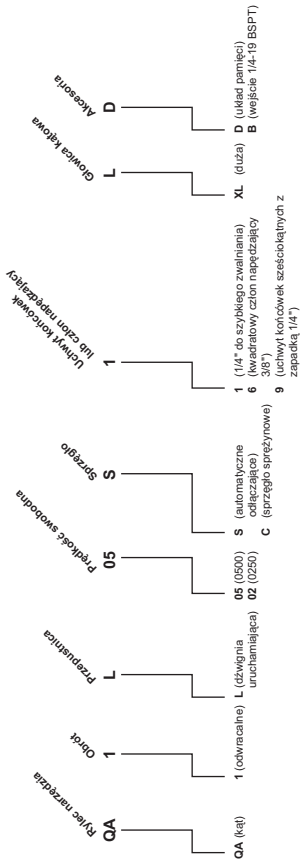 Rylec narzędzia
QA
QA (kąt)
Obrót
1
1 (odwracalne)
Przepustnica
L
L (dźwignia
uruchamiająca)
Prędkość swobodna
05
05 (0500)
02 (0250)
Sprzęgło
S
S (automatyczne
odłączające)
C (sprzęgło sprężynowe)
Uchwyt końcówek
lub człon napędzający
1
1 (1/4" do szybkiego zwalniania)
6 (kwadratowy człon napędzający
3/8")
9 (uchwyt końcówek sześciokątnych z
zapadką 1/4")
Głowica kątowa
L
XL (duża)
Akcesoria
D
D (układ pamięci)
B (wejście 1/4-19 BSPT)